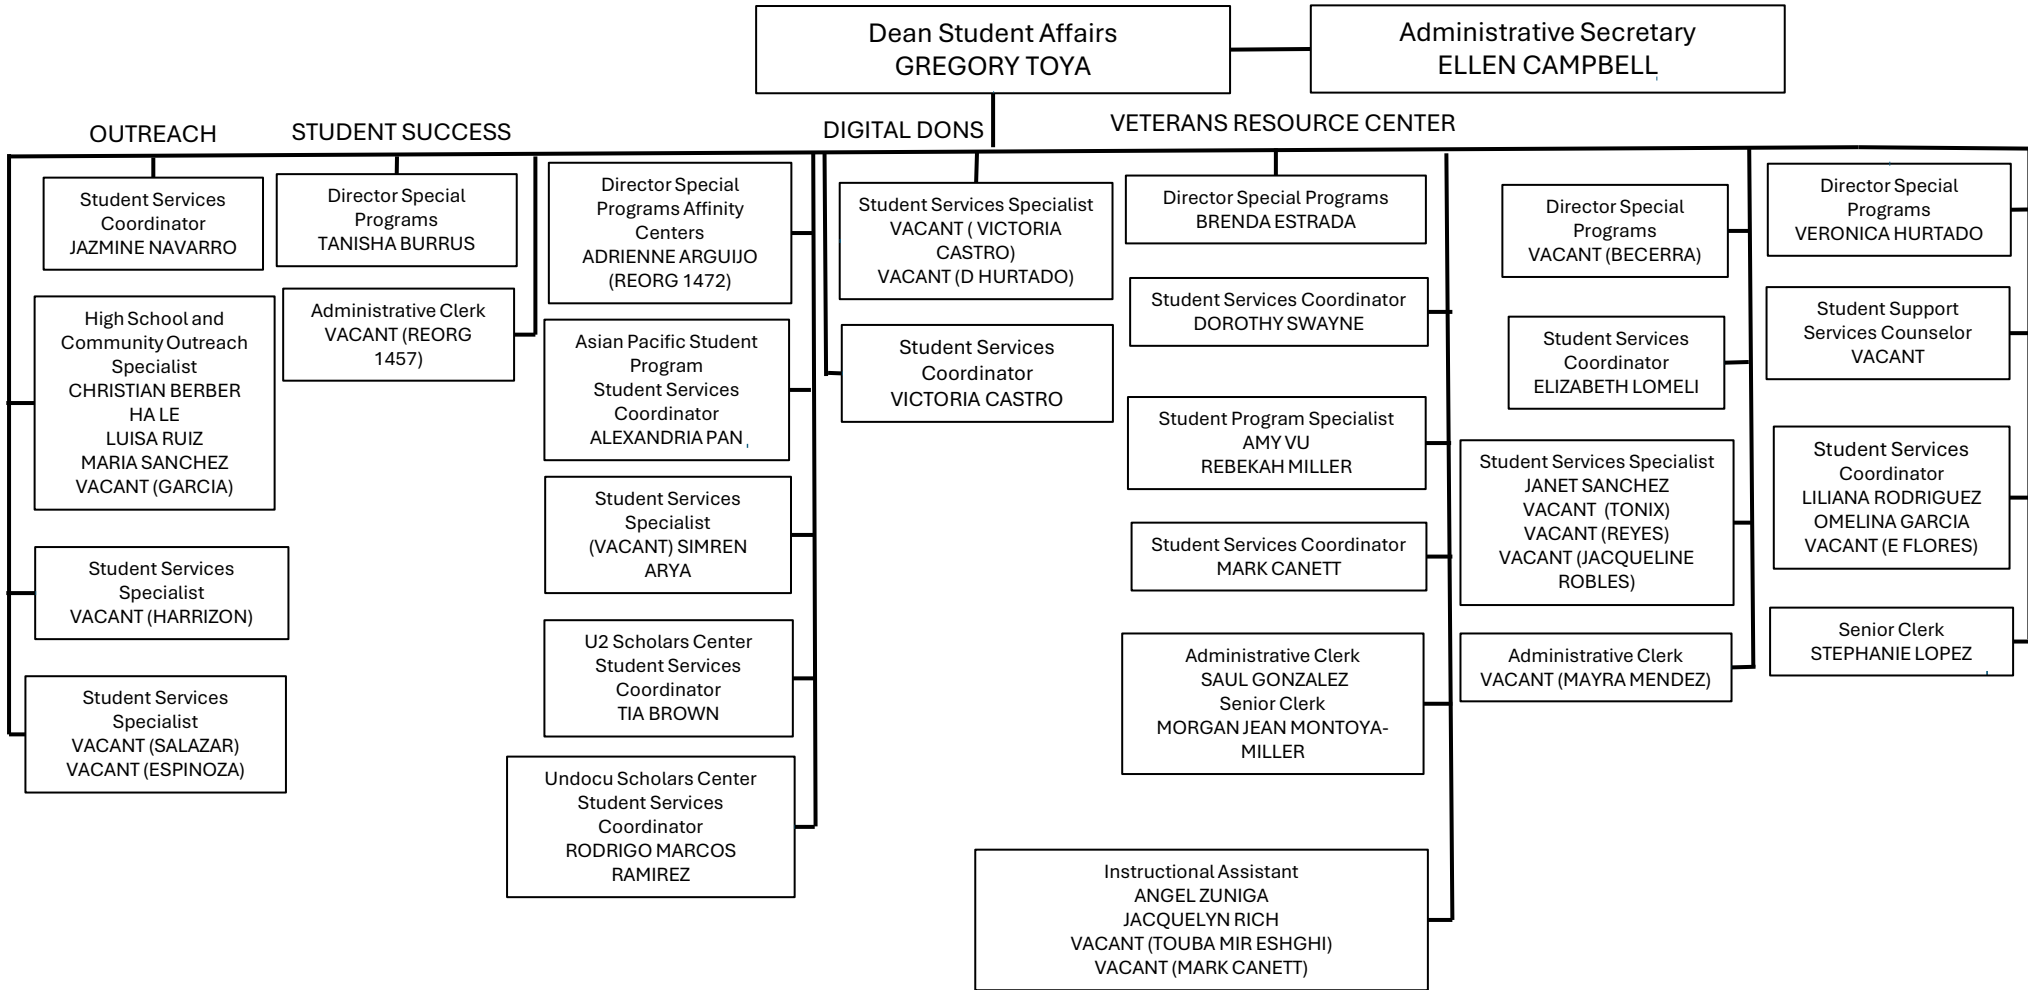 Dean Student Affairs
GREGORY TOYA
Administrative Secretary
ELLEN CAMPBELL
OUTREACH
STUDENT SUCCESS
DIGITAL DONS
VETERANS RESOURCE CENTER
Student Services
Coordinator
JAZMINE NAVARRO
High School and
Community Outreach
Specialist
CHRISTIAN BERBER
HA LE
LUISA RUIZ
MARIA SANCHEZ
VACANT (GARCIA)
Student Services
Specialist
VACANT (HARRIZON)
Student Services
Specialist
VACANT (SALAZAR)
VACANT (ESPINOZA)
Director Special
Programs
TANISHA BURRUS
Administrative Clerk
VACANT (REORG
1457)
Director Special
Programs Affinity
Centers
ADRIENNE ARGUIJO
(REORG 1472)
Asian Pacific Student
Program
Student Services
Coordinator
ALEXANDRIA PAN
Student Services
Specialist
(VACANT) SIMREN
ARYA
U2 Scholars Center
Student Services
Coordinator
TIA BROWN
Undocu Scholars Center
Student Services
Coordinator
RODRIGO MARCOS
RAMIREZ
Student Services Specialist
VACANT ( VICTORIA
CASTRO)
VACANT (D HURTADO)
Student Services
Coordinator
VICTORIA CASTRO
Director Special Programs
BRENDA ESTRADA
Student Services Coordinator
DOROTHY SWAYNE
Student Program Specialist
AMY VU
REBEKAH MILLER
Student Services Coordinator
MARK CANETT
Administrative Clerk
SAUL GONZALEZ
Senior Clerk
MORGAN JEAN MONTOYA-
MILLER
Instructional Assistant
ANGEL ZUNIGA
JACQUELYN RICH
VACANT (TOUBA MIR ESHGHI)
VACANT (MARK CANETT)
Director Special
Programs
VACANT (BECERRA)
Student Services
Coordinator
ELIZABETH LOMELI
Student Services Specialist
JANET SANCHEZ
VACANT (TONIX)
VACANT (REYES)
VACANT (JACQUELINE
ROBLES)
Administrative Clerk
VACANT (MAYRA MENDEZ)
Director Special
Programs
VERONICA HURTADO
Student Support
Services Counselor
VACANT
Student Services
Coordinator
LILIANA RODRIGUEZ
OMELINA GARCIA
VACANT (E FLORES)
Senior Clerk
STEPHANIE LOPEZ